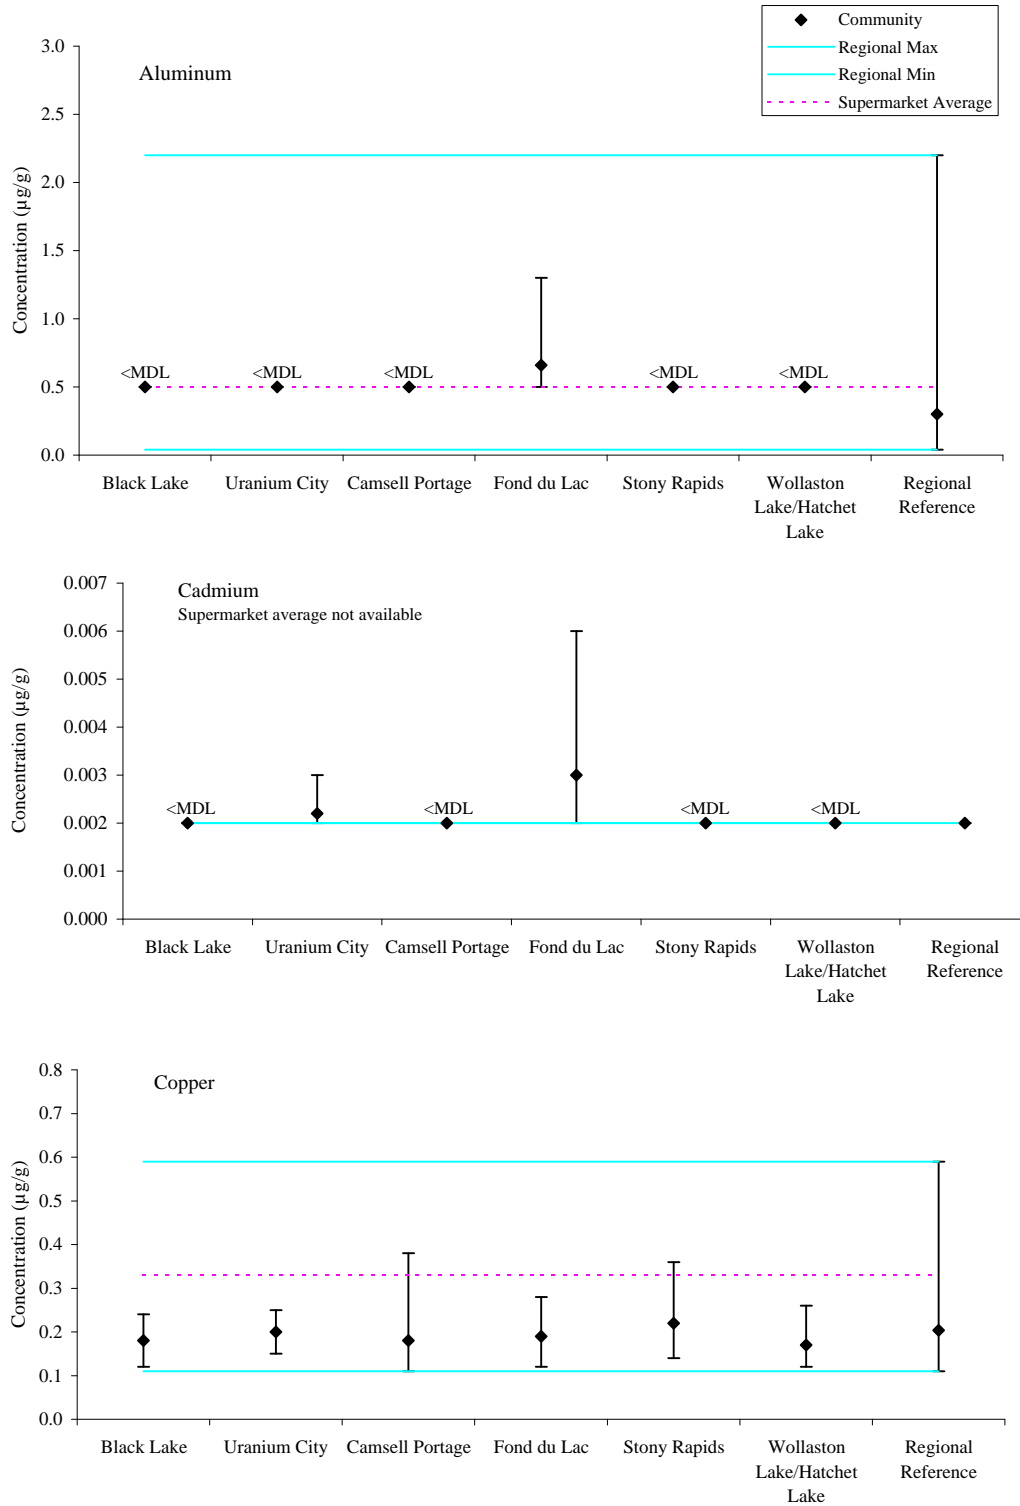 Community
Regional Max
Regional Min
Supermarket Average
Aluminum
Concentration (µg/g)
3.0
2.5
2.0
1.5
1.0
0.5
0.0
<MDL <MDL <MDL <MDL <MDL
Black Lake Uranium City Camsell Portage Fond du Lac Stony Rapids Wollaston Regional
Lake/Hatchet Reference
Lake
Cadmium
Supermarket average not available
Concentration (µg/g)
0.007
0.006
0.005
0.004
0.003
0.002
0.001
0.000
<MDL <MDL <MDL <MDL
Black Lake Uranium City Camsell Portage Fond du Lac Stony Rapids Wollaston Regional
Lake/Hatchet Reference
Lake
Copper
Concentration (µg/g)
0.8
0.7
0.6
0.5
0.4
0.3
0.2
0.1
0.0
Black Lake Uranium City Camsell Portage Fond du Lac Stony Rapids Wollaston Regional
Lake/Hatchet Reference
Lake